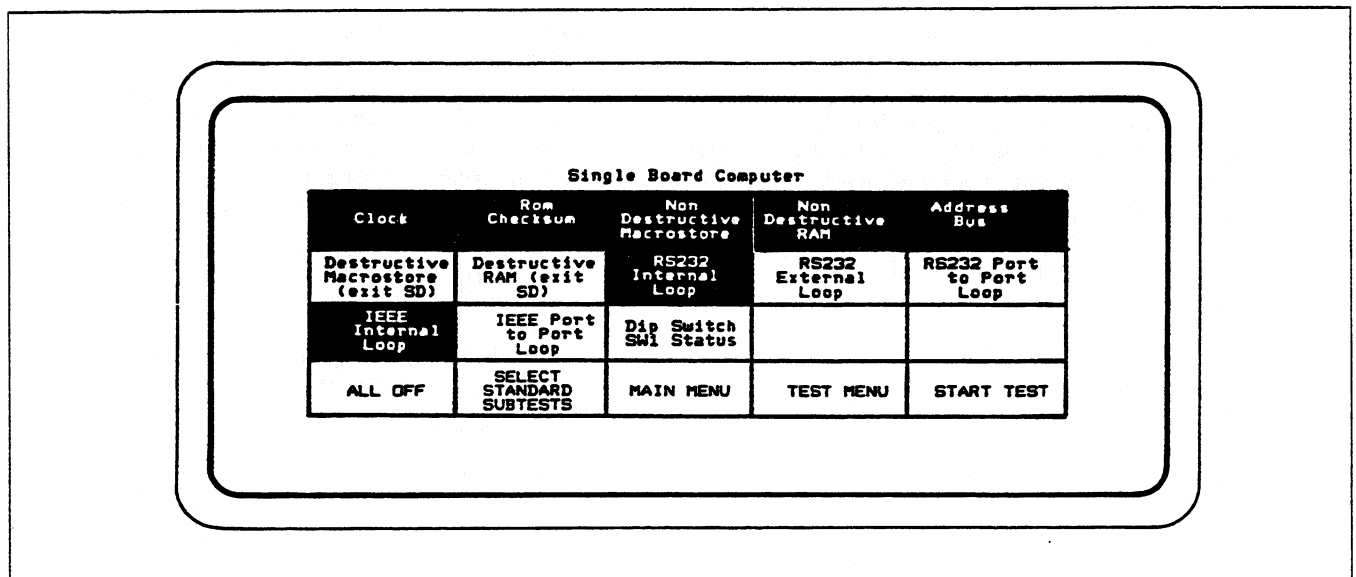 Single Board Computer
Clock
Rom
Checksum
Non
Destructive
Macrostore
Non
Destructive
RAM
Address
Bus
Destructive
Macrostore
(exit SD)
Destructive
RAM (exit
SD)
RS232
Internal
Loop
RS232
External
Loop
RS232 Port
to Port
Loop
IEEE
Internal
Loop
IEEE Port
to Port
Loop
Dip Switch
SW1 Status
ALL OFF
SELECT
STANDARD
SUBTESTS
MAIN MENU
TEST MENU
START TEST